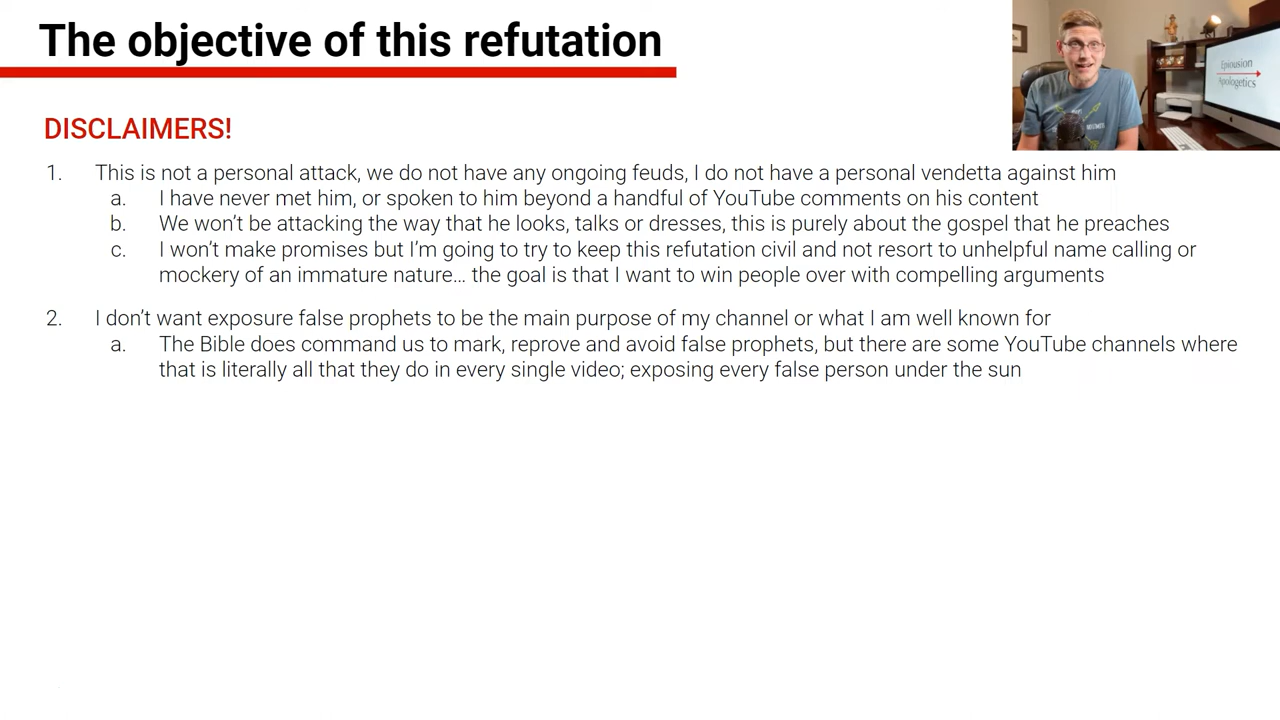 The objective of this refutation
DISCLAIMERS!
1. This is not a personal attack, we do not have any ongoing feuds, I do not have a personal vendetta against him
a. I have never met him, or spoken to him beyond a handful of YouTube comments on his content
b. We won't be attacking the way that he looks, talks or dresses, this is purely about the gospel that he preaches
c. I won't make promises but I'm going to try to keep this refutation civil and not resort to unhelpful name calling or
mockery of an immature nature... the goal is that I want to win people over with compelling arguments
2. I don't want exposure false prophets to be the main purpose of my channel or what I am well known for
a. The Bible does command us to mark, reprove and avoid false prophets, but there are some YouTube channels where
that is literally all that they do in every single video; exposing every false person under the sun
Epiousion
Apologetics